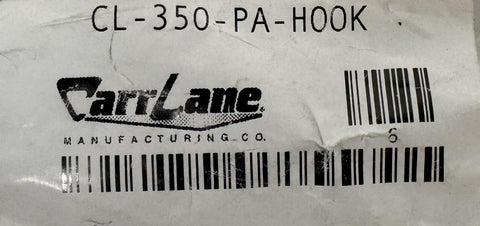 CL-350-PA-HOOK
CarrLane
MANUFACTURING CO.
6